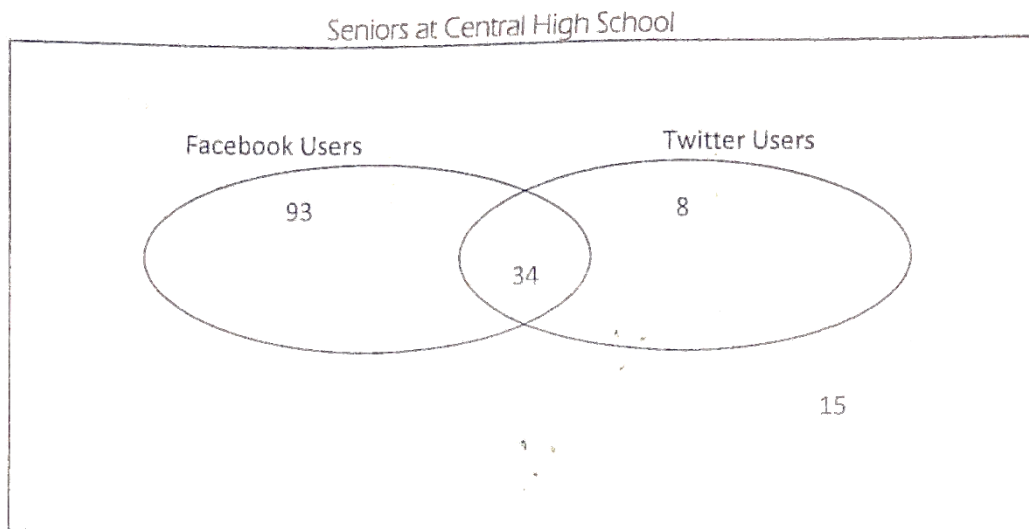 Seniors at Central High School
Facebook Users
Twitter Users
93
8
34
15